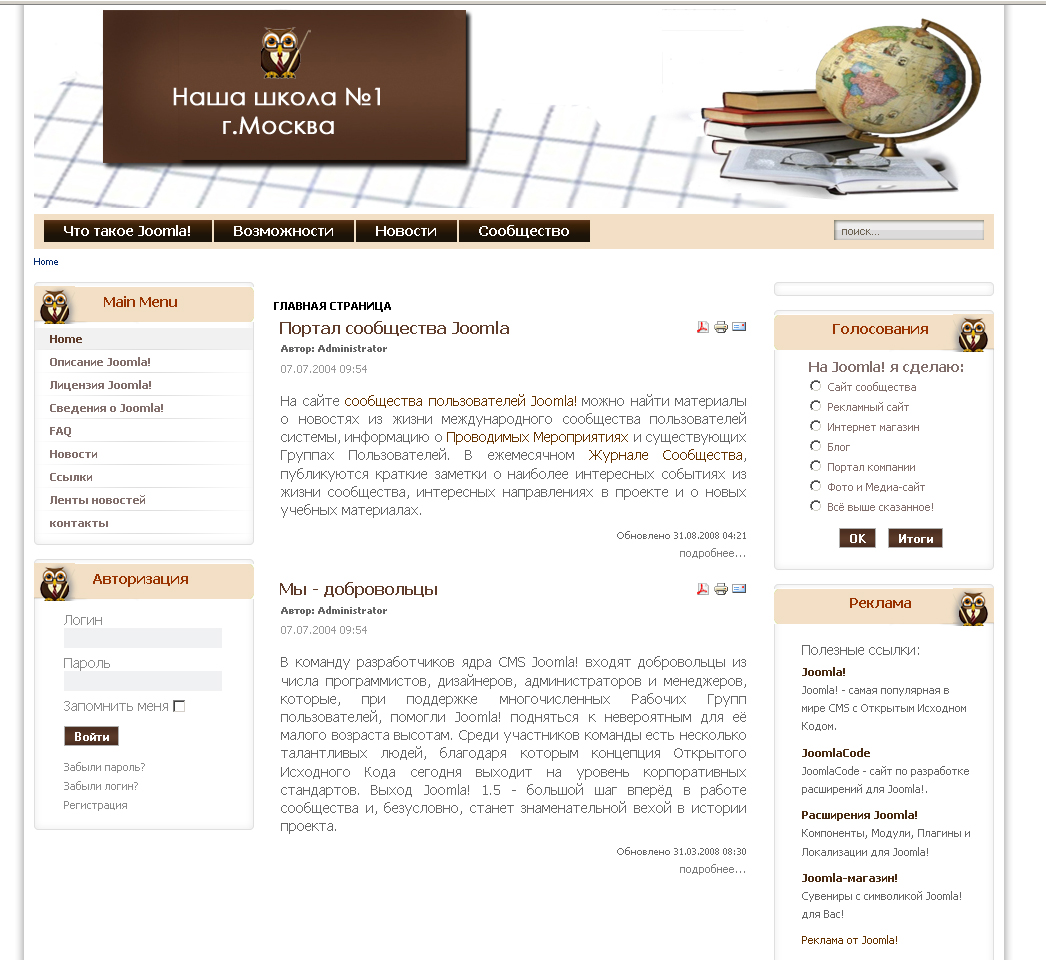 Наша школа №1
г.Москва
Что такое Joomla!
Возможности
Новости
Сообщество
поиск...
Home
Main Menu
Home
Описание Joomla!
Лицензия Joomla!
Сведения о Joomla!
FAQ
Новости
Ссылки
Ленты новостей
контакты
Авторизация
Логин
Пароль
Запомнить меня
Войти
Забыли пароль?
Забыли логин?
Регистрация
ГЛАВНАЯ СТРАНИЦА
Портал сообщества Joomla
Автор: Administrator
07.07.2004 09:54
На сайте сообщества пользователей Joomla! можно найти материалы
о новостях из жизни международного сообщества пользователей
системы, информацию о Проводимых Мероприятиях и существующих
Группах Пользователей. В ежемесячном Журнале Сообщества,
публикуются краткие заметки о наиболее интересных событиях из
жизни сообщества, интересных направлениях в проекте и о новых
учебных материалах.
Обновлено 31.08.2008 04:21
подробнее...
Мы - добровольцы
Автор: Administrator
07.07.2004 09:54
В команду разработчиков ядра CMS Joomla! входят добровольцы из
числа программистов, дизайнеров, администраторов и менеджеров,
которые, при поддержке многочисленных Рабочих Групп
пользователей, помогли Joomla! подняться к невероятным для её
малого возраста высотам. Среди участников команды есть несколько
талантливых людей, благодаря которым концепция Открытого
Исходного Кода сегодня выходит на уровень корпоративных
стандартов. Выход Joomla! 1.5 - большой шаг вперёд в работе
сообщества и, безусловно, станет знаменательной вехой в истории
проекта.
Обновлено 31.03.2008 08:30
подробнее...
Голосования
На Joomla! я сделаю:
Сайт сообщества
Рекламный сайт
Интернет магазин
Блог
Портал компании
Фото и Медиа-сайт
Всё выше сказанное!
OK
Итоги
Реклама
Полезные ссылки:
Joomla!
Joomla! - самая популярная в
мире CMS с Открытым Исходном
Кодом.
JoomlaCode
JoomlaCode - сайт по разработке
расширений для Joomla!.
Расширения Joomla!
Компоненты, Модули, Плагины и
Локализации для Joomla!
Joomla-магазин!
Сувениры с символикой Joomla!
для Вас!
Реклама от Joomla!